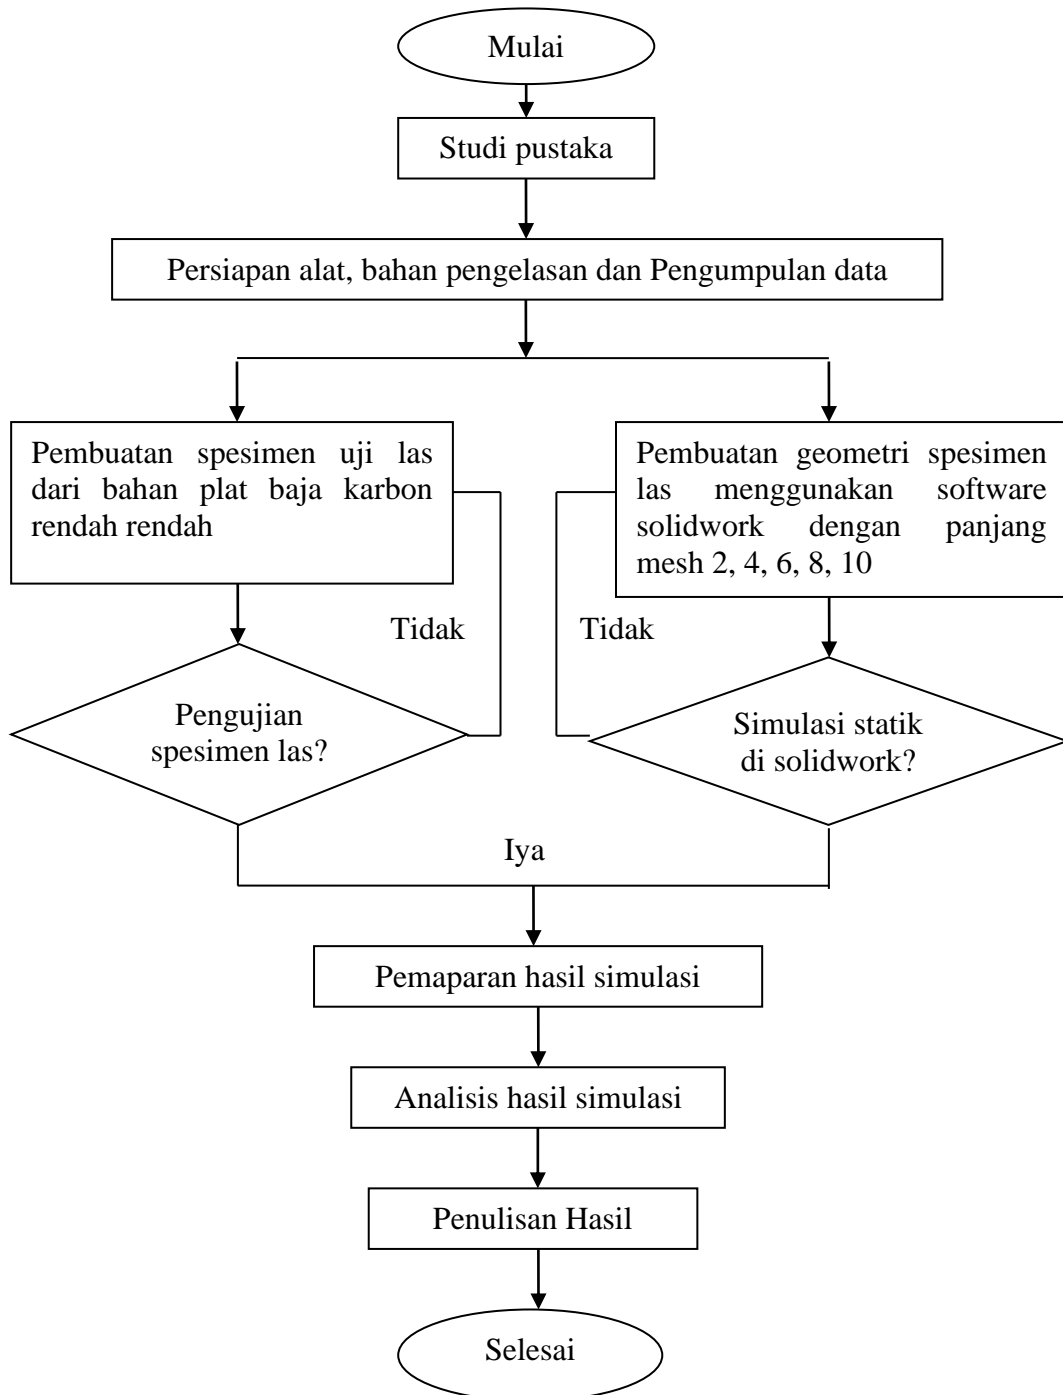 Mulai
Studi pustaka
Persiapan alat, bahan pengelasan dan Pengumpulan data
Pembuatan spesimen uji las
dari bahan plat baja karbon
rendah rendah
Pembuatan geometri spesimen
las menggunakan software
solidwork dengan panjang
mesh 2, 4, 6, 8, 10
Tidak
Tidak
Pengujian
spesimen las?
Simulasi statik
di solidwork?
Iya
Pemaparan hasil simulasi
Analisis hasil simulasi
Penulisan Hasil
Selesai